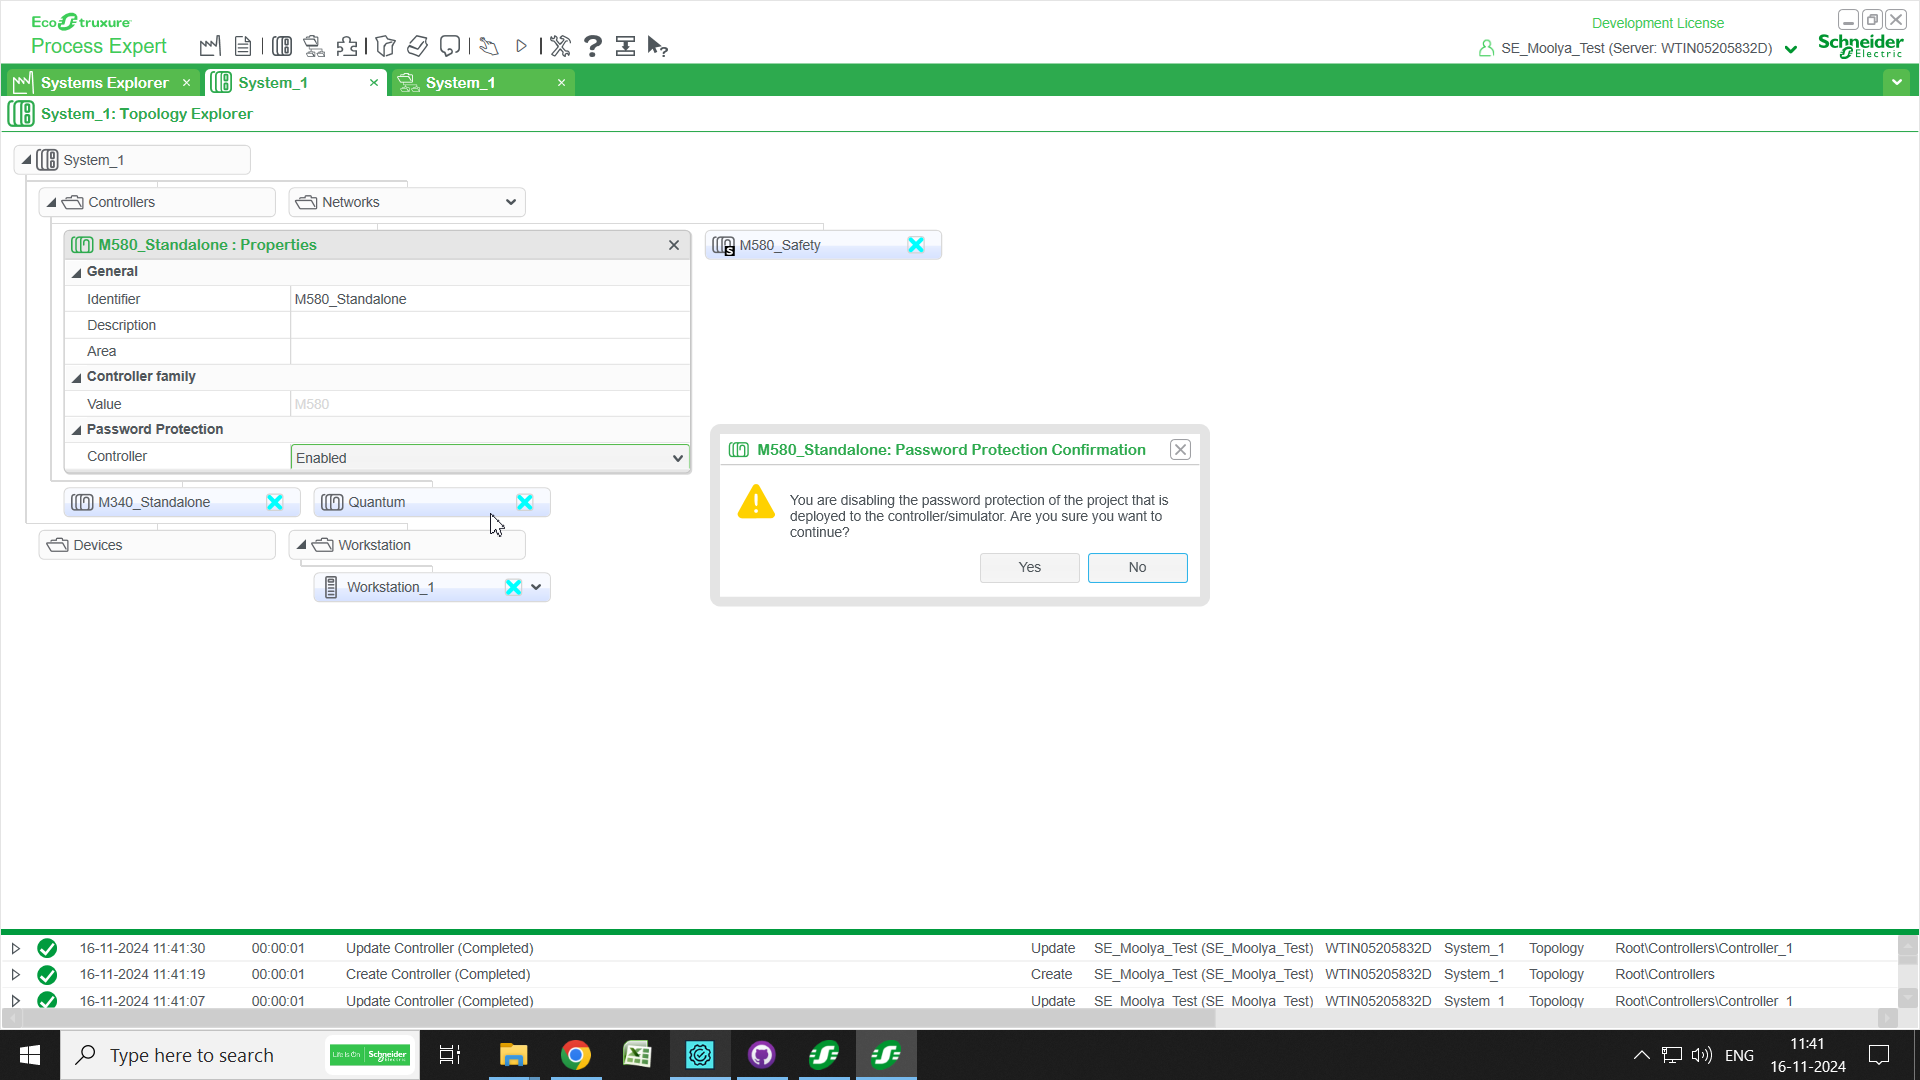 EcoStruxure
Process Expert
Development License
SE_Moolya_Test (Server: WTIN05205832D)
Schneider
Electric
Systems Explorer
System_1
System_1
System_1: Topology Explorer
System_1
Controllers
Networks
M580_Standalone : Properties
M580_Safety
General
Identifier M580_Standalone
Description
Area
Controller family
Value M580
Password Protection
Controller Enabled
M580_Standalone: Password Protection Confirmation
You are disabling the password protection of the project that is
deployed to the controller/simulator. Are you sure you want to
continue?
Yes No
M340_Standalone
Quantum
Devices
Workstation
Workstation_1
16-11-2024 11:41:30 00:00:01 Update Controller (Completed) Update SE_Moolya_Test (SE_Moolya_Test) WTIN05205832D System_1 Topology Root\Controllers\Controller_1
16-11-2024 11:41:19 00:00:01 Create Controller (Completed) Create SE_Moolya_Test (SE_Moolya_Test) WTIN05205832D System_1 Topology Root\Controllers
16-11-2024 11:41:07 00:00:01 Update Controller (Completed) Update SE_Moolya_Test (SE_Moolya_Test) WTIN05205832D System_1 Topology Root\Controllers\Controller_1
Type here to search
Life Is On Schneider Electric
ENG
11:41
16-11-2024